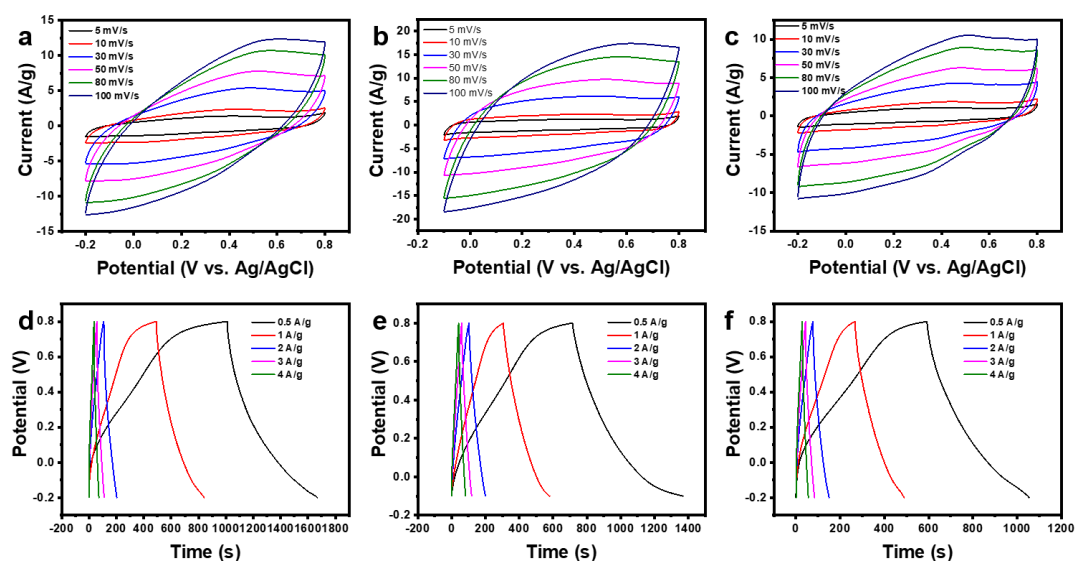 a
5 mV/s
10 mV/s
30 mV/s
50 mV/s
80 mV/s
100 mV/s
15
10
5
0
-5
-10
-15
-0.2 0.0 0.2 0.4 0.6 0.8
Current (A/g)
Potential (V vs. Ag/AgCl)
b
5 mV/s
10 mV/s
30 mV/s
50 mV/s
80 mV/s
100 mV/s
20
15
10
5
0
-5
-10
-15
-20
0.0 0.2 0.4 0.6 0.8
Current (A/g)
Potential (V vs. Ag/AgCl)
c
5 mV/s
10 mV/s
30 mV/s
50 mV/s
80 mV/s
100 mV/s
10
5
0
-5
-10
-15
-0.2 0.0 0.2 0.4 0.6 0.8
Current (A/g)
Potential (V vs. Ag/AgCl)
d
0.5 A/g
1 A/g
2 A/g
3 A/g
4 A/g
0.8
0.6
0.4
0.2
0.0
-0.2
-200 0 200 400 600 800 1000 1200 1400 1600 1800
Potential (V)
Time (s)
e
0.5 A/g
1 A/g
2 A/g
3 A/g
4 A/g
0.8
0.6
0.4
0.2
0.0
-0.2
-200 0 200 400 600 800 1000 1200 1400
Potential (V)
Time (s)
f
0.5 A/g
1 A/g
2 A/g
3 A/g
4 A/g
0.8
0.6
0.4
0.2
0.0
-0.2
-200 0 200 400 600 800 1000 1200
Potential (V)
Time (s)